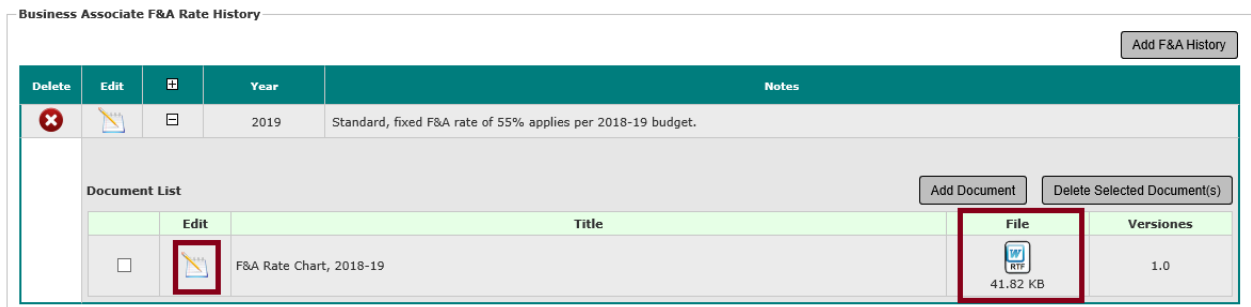 Business Associate F&A Rate History
Add F&A History
Delete Edit Year Notes
2019 Standard, fixed F&A rate of 55% applies per 2018-19 budget.
Document List Add Document Delete Selected Document(s)
Edit Title File Versiones
F&A Rate Chart, 2018-19 W RTF 41.82 KB 1.0